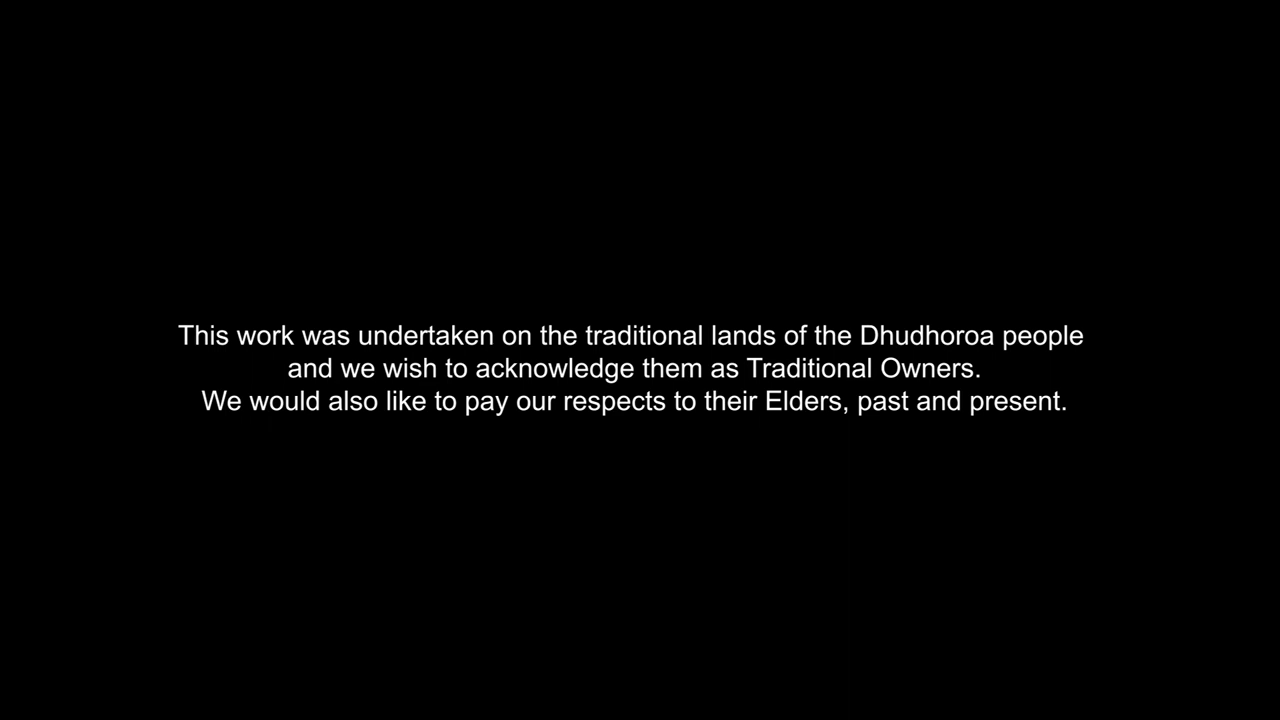 This work was undertaken on the traditional lands of the Dhudhoroa people
and we wish to acknowledge them as Traditional Owners.
We would also like to pay our respects to their Elders, past and present.